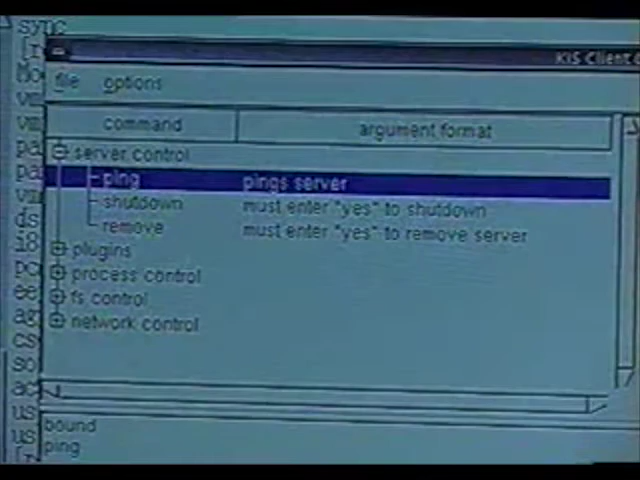 sync
KIS Client
file options
command argument format
server control
ping pings server
shutdown must enter "yes" to shutdown
remove must enter "yes" to remove server
plugins
process control
fs control
network control
bound
ping